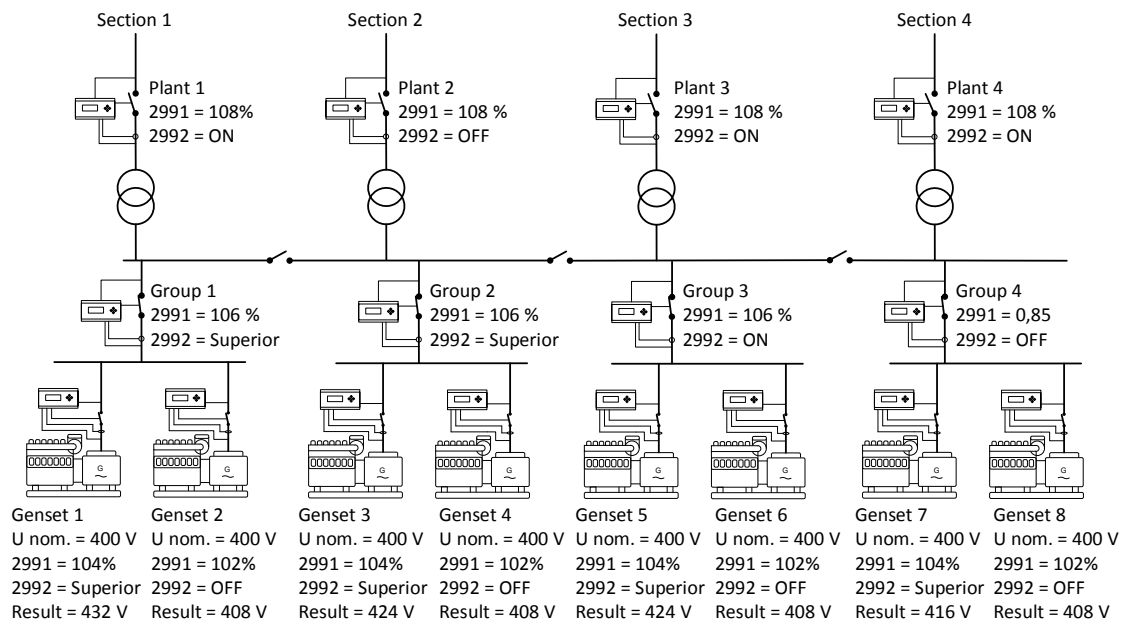 Section 1
Section 2
Section 3
Section 4
Plant 1
2991 = 108%
2992 = ON
Plant 2
2991 = 108 %
2992 = OFF
Plant 3
2991 = 108 %
2992 = ON
Plant 4
2991 = 108 %
2992 = ON
Group 1
2991 = 106 %
2992 = Superior
Group 2
2991 = 106 %
2992 = Superior
Group 3
2991 = 106 %
2992 = ON
Group 4
2991 = 0,85
2992 = OFF
G
G
G
G
G
G
G
G
Genset 1
U nom. = 400 V
2991 = 104%
2992 = Superior
Result = 432 V
Genset 2
U nom. = 400 V
2991 = 102%
2992 = OFF
Result = 408 V
Genset 3
U nom. = 400 V
2991 = 104%
2992 = Superior
Result = 424 V
Genset 4
U nom. = 400 V
2991 = 102%
2992 = OFF
Result = 408 V
Genset 5
U nom. = 400 V
2991 = 104%
2992 = Superior
Result = 424 V
Genset 6
U nom. = 400 V
2991 = 102%
2992 = OFF
Result = 408 V
Genset 7
U nom. = 400 V
2991 = 104%
2992 = Superior
Result = 416 V
Genset 8
U nom. = 400 V
2991 = 102%
2992 = OFF
Result = 408 V